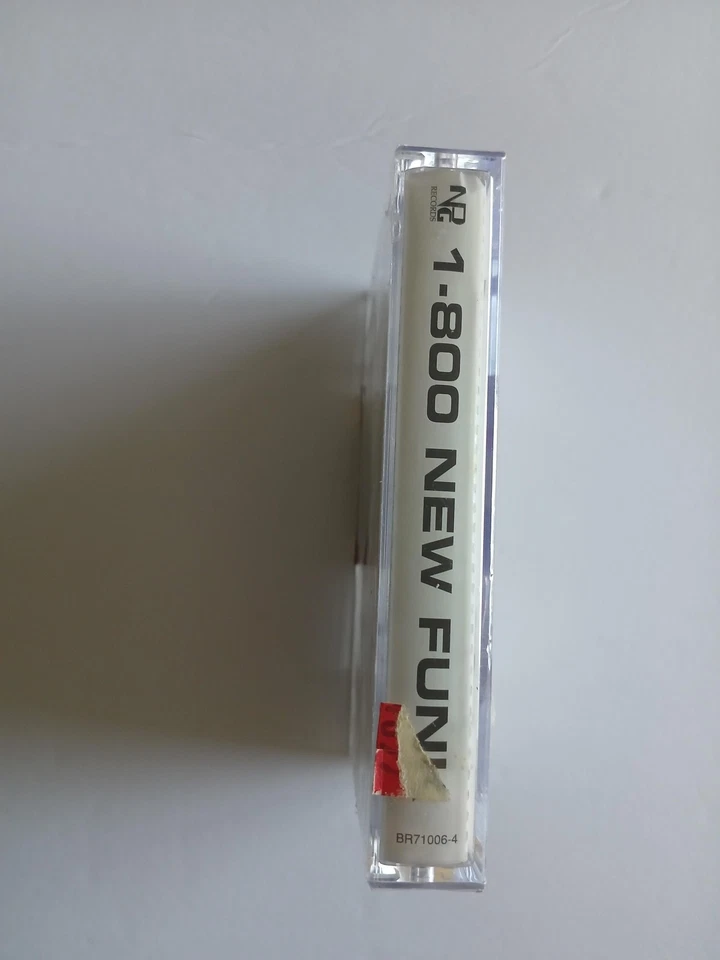 NPG
RECORDS
1-800 NEW FUN
BR71006-4